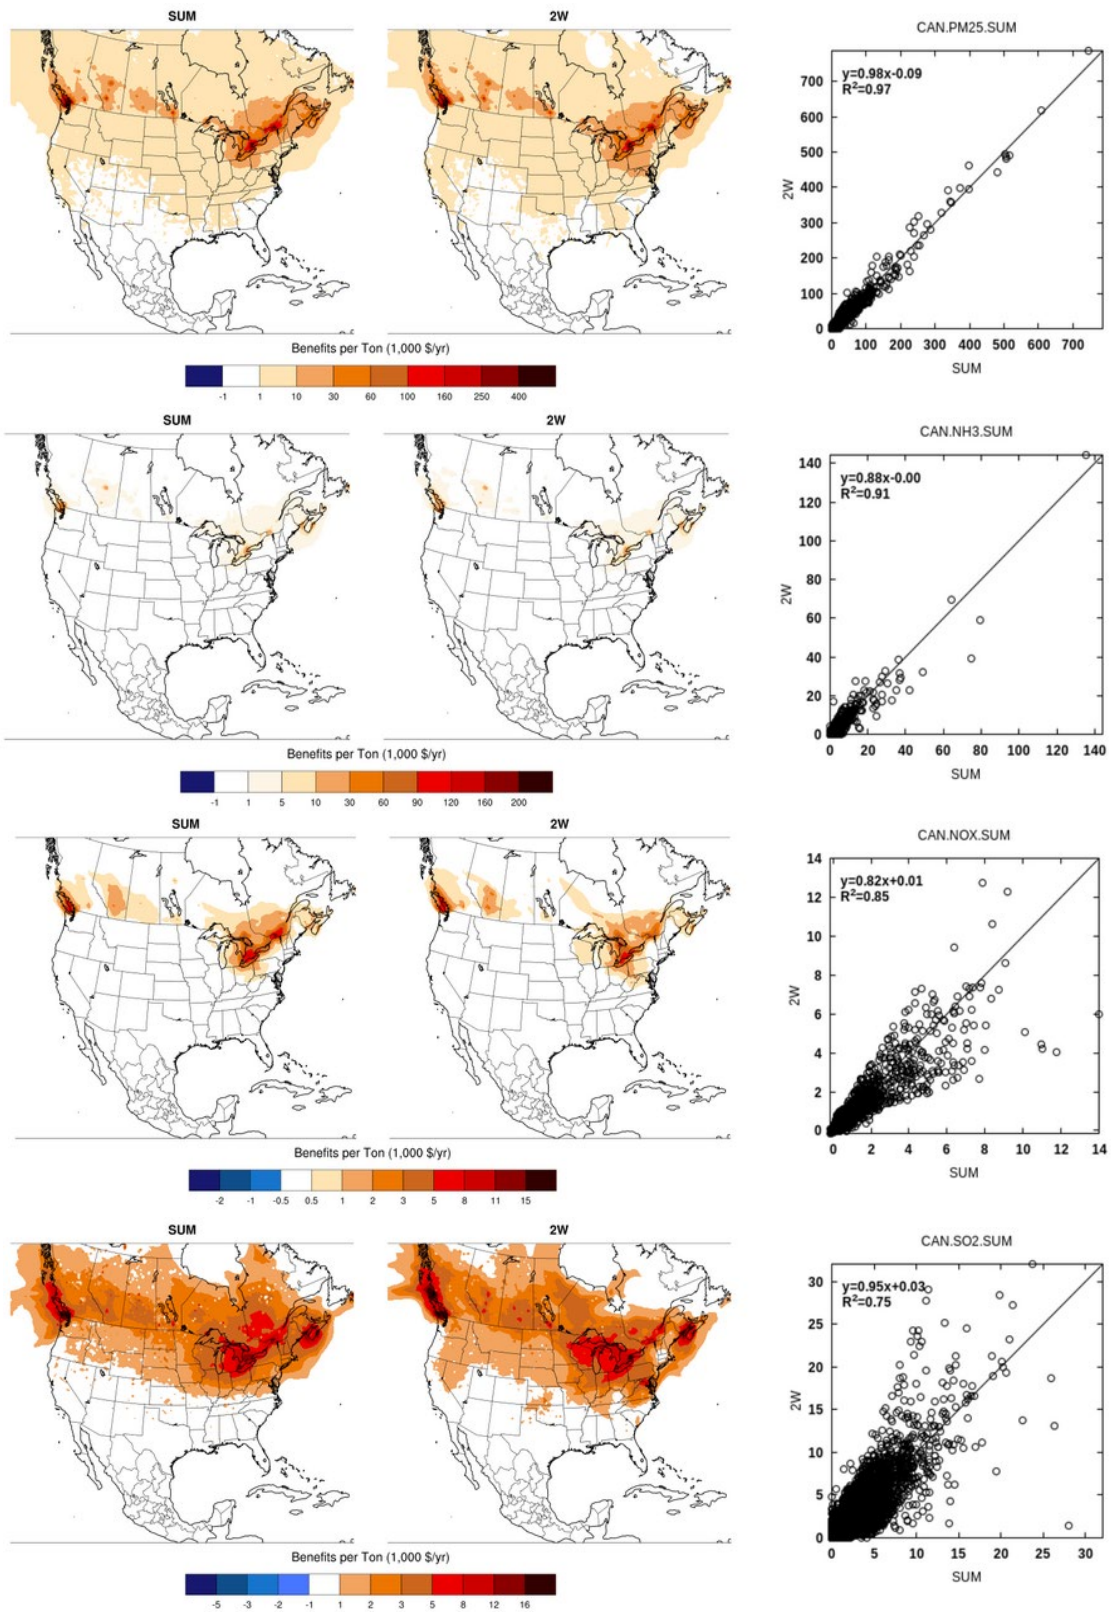 SUM 2W CAN.PM25.SUM
y=0.98x-0.09
R²=0.97
700
600
500
400
300
200
100
0
2W
0 100 200 300 400 500 600 700
SUM
Benefits per Ton (1,000 $/yr)
-1 1 10 30 60 100 160 250 400
SUM 2W CAN.NH3.SUM
y=0.88x-0.00
R²=0.91
140
120
100
80
60
40
20
0
2W
0 20 40 60 80 100 120 140
SUM
Benefits per Ton (1,000 $/yr)
-1 1 5 10 30 60 90 120 160 200
SUM 2W CAN.NOX.SUM
y=0.82x+0.01
R²=0.85
14
12
10
8
6
4
2
0
2W
0 2 4 6 8 10 12 14
SUM
Benefits per Ton (1,000 $/yr)
-2 -1 -0.5 0.5 1 2 3 5 8 11 15
SUM 2W CAN.SO2.SUM
y=0.95x+0.03
R²=0.75
30
25
20
15
10
5
0
2W
0 5 10 15 20 25 30
SUM
Benefits per Ton (1,000 $/yr)
-5 -3 -2 -1 1 2 3 5 8 12 16